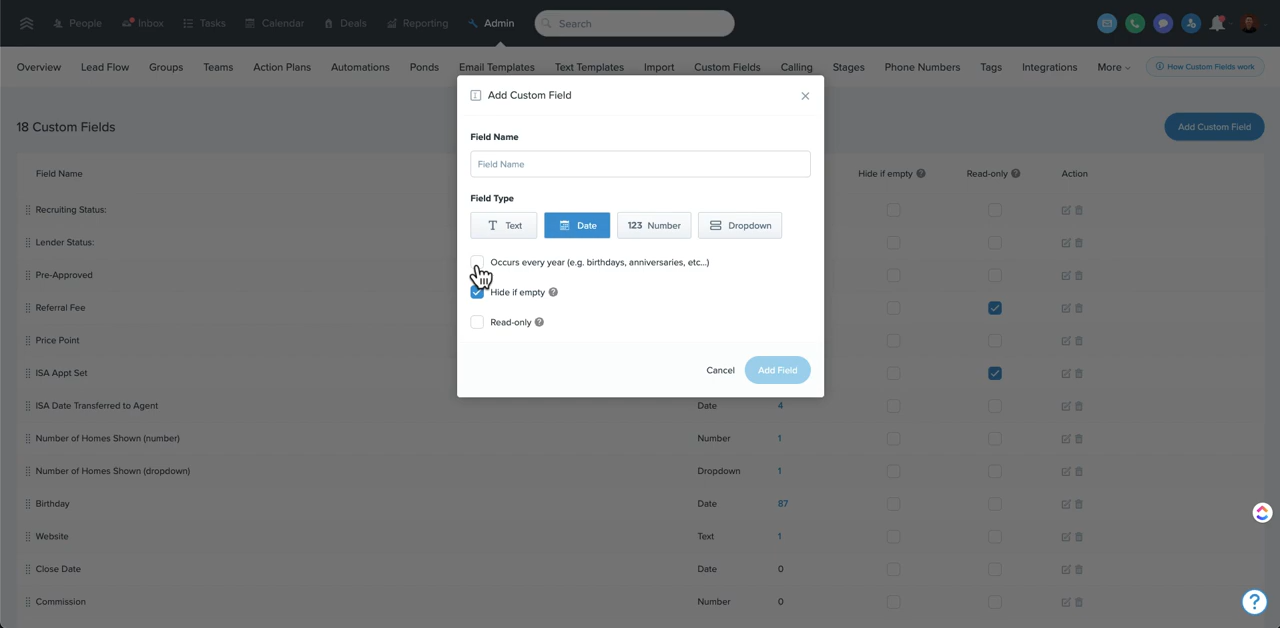 People Inbox Tasks Calendar Deals Reporting Admin Search
Overview Lead Flow Groups Teams Action Plans Automations Ponds Email Templates Text Templates Import Custom Fields Calling Stages Phone Numbers Tags Integrations More How Custom Fields work
Add Custom Field
18 Custom Fields
Add Custom Field
Field Name
Field Name
Field Name Hide if empty Read-only Action
Field Type
Text Date 123 Number Dropdown
Recruiting Status:
Lender Status:
Occurs every year (e.g. birthdays, anniversaries, etc...)
Pre-Approved
Hide if empty
Referral Fee
Read-only
Price Point
Cancel Add Field
ISA Appt Set
ISA Date Transferred to Agent Date 4
Number of Homes Shown (number) Number 1
Number of Homes Shown (dropdown) Dropdown 1
Birthday Date 87
Website Text 1
Close Date Date 0
Commission Number 0